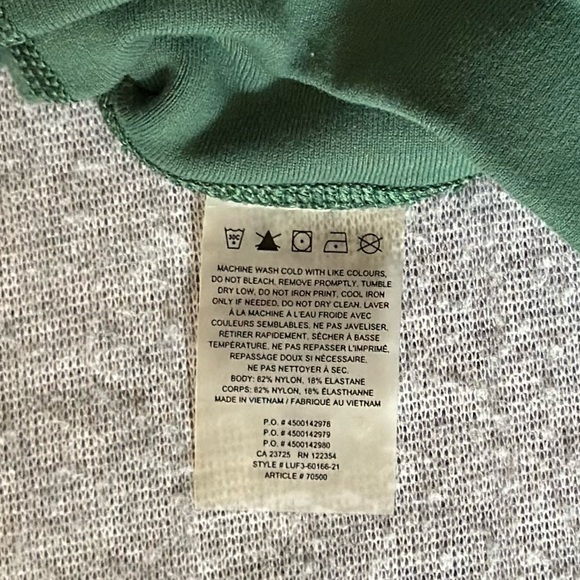 30C
MACHINE WASH COLD WITH LIKE COLOURS,
DO NOT BLEACH, REMOVE PROMPTLY, TUMBLE
DRY LOW, DO NOT IRON PRINT, COOL IRON
ONLY IF NEEDED, DO NOT DRY CLEAN. LAVER
À LA MACHINE À L'EAU FROIDE AVEC
COULEURS SEMBLABLES. NE PAS JAVELISER,
RETIRER RAPIDEMENT, SÉCHER À BASSE
TEMPÉRATURE, NE PAS REPASSER L'IMPRIMÉ,
REPASSAGE DOUX SI NÉCESSAIRE.
NE PAS NETTOYER À SEC.
BODY: 82% NYLON, 18% ELASTANE
CORPS: 82% NYLON, 18% ÉLASTHANNE
MADE IN VIETNAM / FABRIQUÉ AU VIETNAM
P.O. # 4500142978
P.O. # 4500142979
P.O. # 4500142980
CA 23725 RN 122354
STYLE # LUF3-60166-21
ARTICLE # 70500